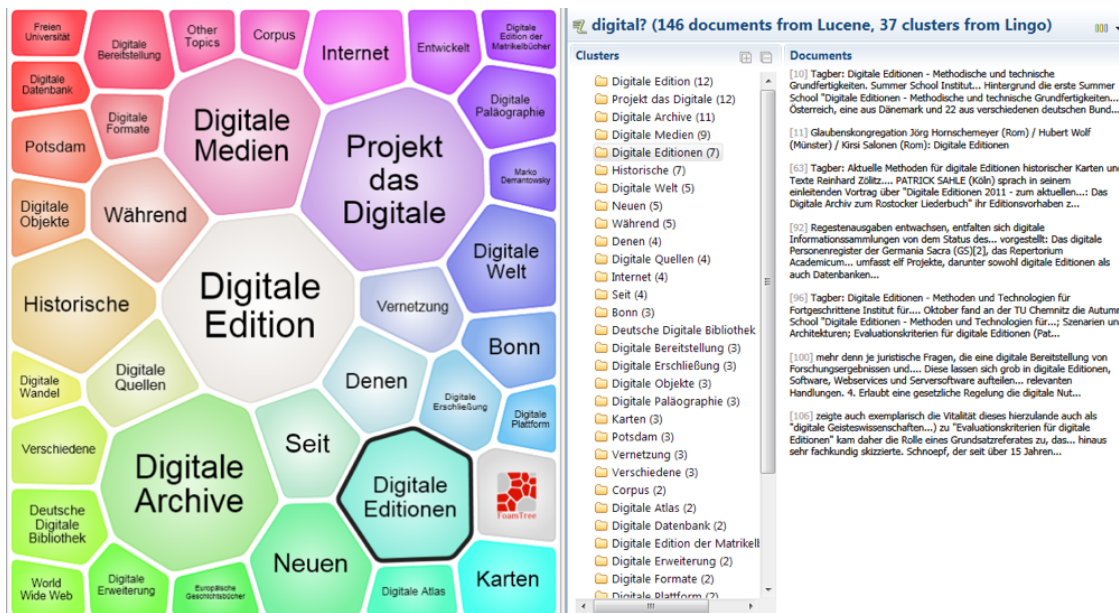 Freien
Universität
Digitale
Bereitstellung
Other
Topics
Corpus
Internet
Entwickelt
Digitale
Edition der
Matrikelbücher
Digitale
Datenbank
Digitale
Formate
Digitale
Medien
Projekt
das
Digitale
Digitale
Paläographie
Potsdam
Marko
Demantowsky
Digitale
Objekte
Während
Digitale
Welt
Historische
Digitale
Edition
Vernetzung
Bonn
Digitale
Wandel
Digitale
Quellen
Denen
Digitale
Erschließung
Digitale
Plattform
Verschiedene
Digitale
Archive
Seit
Digitale
Editionen
FoamTree
Deutsche
Digitale
Bibliothek
Neuen
Karten
World
Wide Web
Digitale
Erweiterung
Europäische
Geschichtsbücher
Digitale Atlas
digital? (146 documents from Lucene, 37 clusters from Lingo)
Clusters
Digitale Edition (12)
Projekt das Digitale (12)
Digitale Archive (11)
Digitale Medien (9)
Digitale Editionen (7)
Historische (7)
Digitale Welt (5)
Neuen (5)
Während (5)
Denen (4)
Digitale Quellen (4)
Internet (4)
Seit (4)
Bonn (3)
Deutsche Digitale Bibliothek
Digitale Bereitstellung (3)
Digitale Erschließung (3)
Digitale Objekte (3)
Digitale Paläographie (3)
Karten (3)
Potsdam (3)
Vernetzung (3)
Verschiedene (3)
Corpus (2)
Digitale Atlas (2)
Digitale Datenbank (2)
Digitale Edition der Matrikelb
Digitale Erweiterung (2)
Digitale Formate (2)
Digitale Plattform (2)
Documents
[10] Tagber: Digitale Editionen - Methodische und technische
Grundfertigkeiten. Summer School Institut... Hintergrund die erste Summer
School "Digitale Editionen - Methodische und technische Grundfertigkeiten...
Österreich, eine aus Dänemark und 22 aus verschiedenen deutschen Bund...
[11] Glaubenskongregation Jörg Hornschemeyer (Rom) / Hubert Wolf
(Münster) / Kirsi Salonen (Rom): Digitale Editionen
[63] Tagber: Aktuelle Methoden für digitale Editionen historischer Karten und
Texte Reinhard Zölitz.... PATRICK SAHLE (Köln) sprach in seinem
einleitenden Vortrag über "Digitale Editionen 2011 - zum aktuellen...: Das
Digitale Archiv zum Rostocker Liederbuch" ihr Editionsvorhaben z...
[92] Regestenausgaben entwachsen, entfalten sich digitale
Informationssammlungen von dem Status des... vorgestellt: Das digitale
Personenregister der Germania Sacra (GS)[2], das Repertorium
Academicum... umfasst elf Projekte, darunter sowohl digitale Editionen als
auch Datenbanken...
[96] Tagber: Digitale Editionen - Methoden und Technologien für
Fortgeschrittene Institut für.... Oktober fand an der TU Chemnitz die Autumn
School "Digitale Editionen - Methoden und Technologien für...; Szenarien und
Architekturen; Evaluationskriterien für digitale Editionen (Pat...
[100] mehr denn je juristische Fragen, die eine digitale Bereitstellung von
Forschungsergebnissen und.... Diese lassen sich grob in digitale Editionen,
Software, Webservices und Serversoftware aufteilen... relevanten
Handlungen. 4. Erlaubt eine gesetzliche Regelung die digitale Nut...
[106] zeigte auch exemplarisch die Vitalität dieses hierzulande auch als
"digitale Geisteswissenschaften...) zu "Evaluationskriterien für digitale
Editionen" kam daher die Rolle eines Grundsatzreferates zu, das... hinaus
sehr fachkundig skizzierte. Schnoepf, der seit über 15 Jahren...